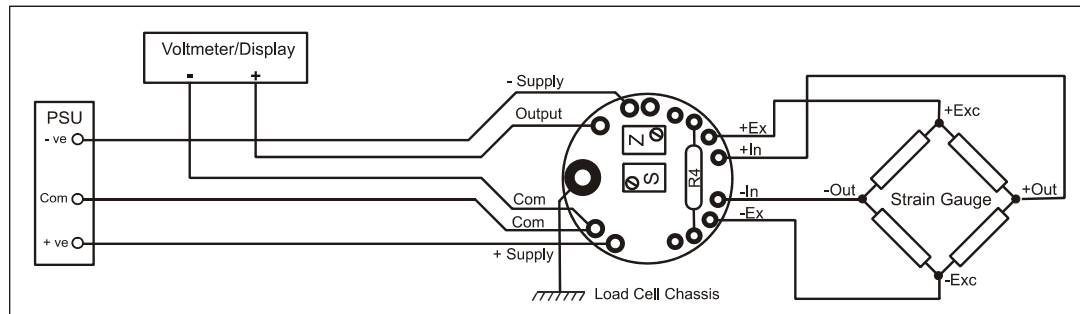 Voltmeter/Display
- +
PSU
- ve
Com
+ ve
- Supply
Output
Com
Com
+ Supply
Z
S
R4
+Ex
+In
-In
-Ex
Load Cell Chassis
+Exc
-Out
Strain Gauge
+Out
-Exc